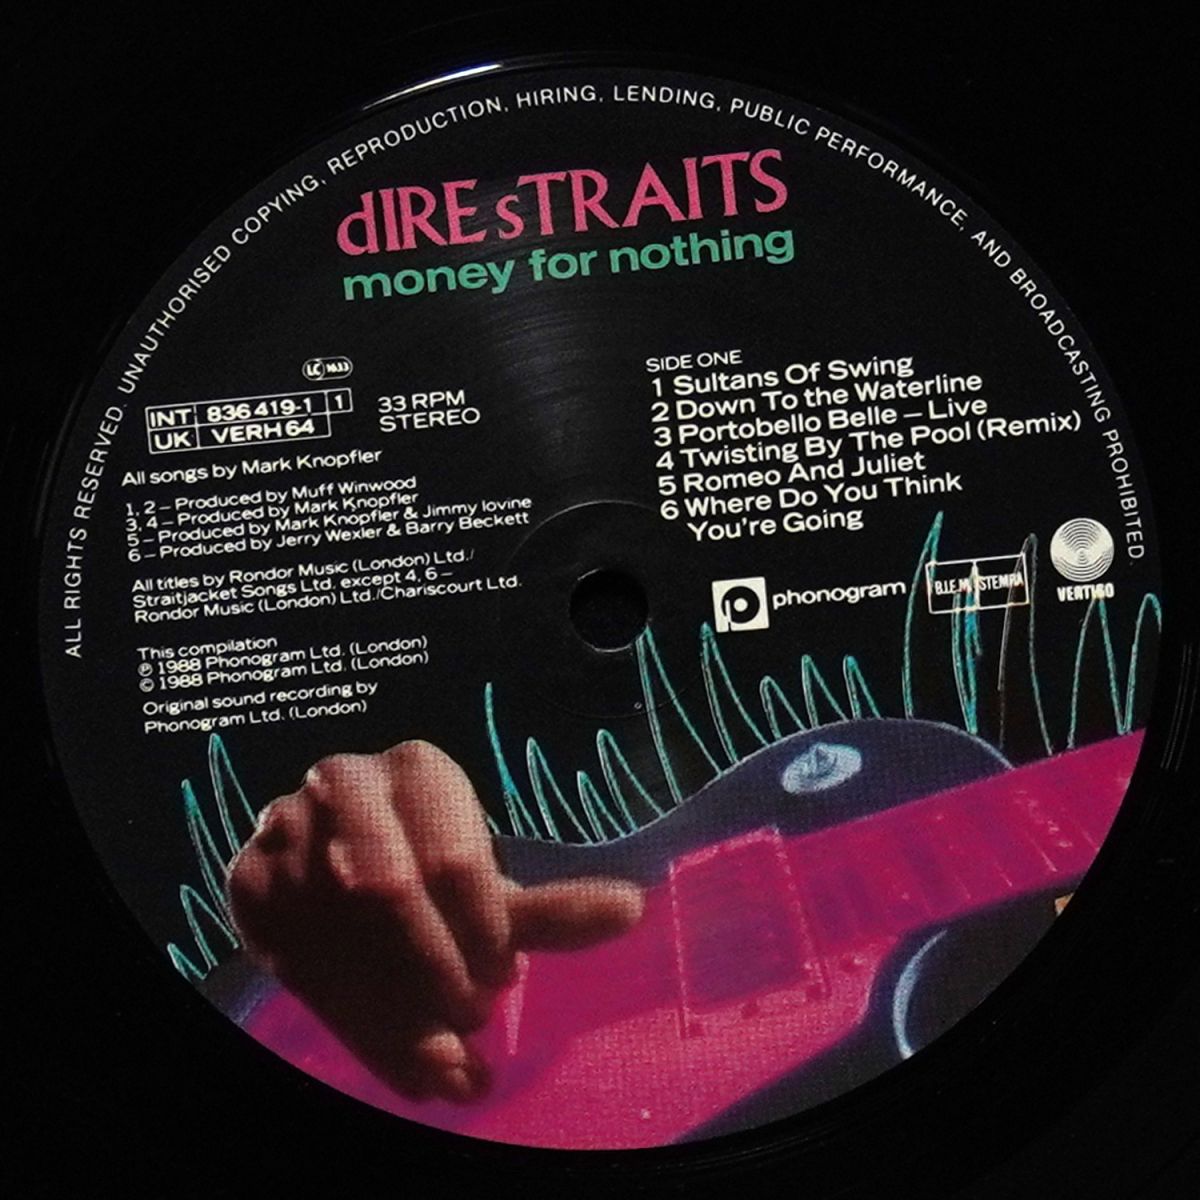 ALL RIGHTS RESERVED. UNAUTHORISED COPYING, REPRODUCTION, HIRING, LENDING, PUBLIC PERFORMANCE, AND BROADCASTING PROHIBITED.
dIRE sTRAITS
money for nothing
LC 1633
INT 836 419-1 1
UK VERH 64
33 RPM
STEREO
All songs by Mark Knopfler
1, 2 – Produced by Muff Winwood
3, 4 – Produced by Mark Knopfler
5 – Produced by Mark Knopfler & Jimmy Iovine
6 – Produced by Jerry Wexler & Barry Beckett
All titles by Rondor Music (London) Ltd./
Straitjacket Songs Ltd. except 4, 6 –
Rondor Music (London) Ltd./Chariscourt Ltd.
This compilation
℗ 1988 Phonogram Ltd. (London)
© 1988 Phonogram Ltd. (London)
Original sound recording by
Phonogram Ltd. (London)
SIDE ONE
1 Sultans Of Swing
2 Down To the Waterline
3 Portobello Belle – Live
4 Twisting By The Pool (Remix)
5 Romeo And Juliet
6 Where Do You Think
You're Going
phonogram
B.I.E.M. STEMRA
VERTIGO